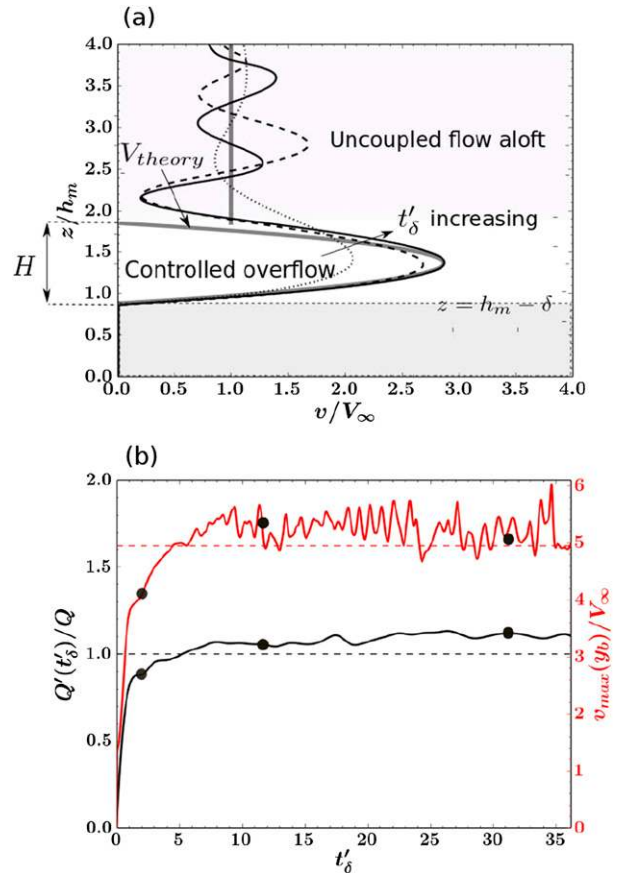 (a)
4.0
3.5
3.0
2.5
2.0
1.5
1.0
0.5
0.0
z/h_m
H
V_theory
Uncoupled flow aloft
t'_δ increasing
Controlled overflow
z = h_m − δ
0.0 0.5 1.0 1.5 2.0 2.5 3.0 3.5 4.0
v/V_∞
(b)
2.0
1.5
1.0
0.5
0.0
Q'(t'_δ)/Q
6
5
4
3
2
1
0
v_max(y_b)/V_∞
0 5 10 15 20 25 30 35
t'_δ